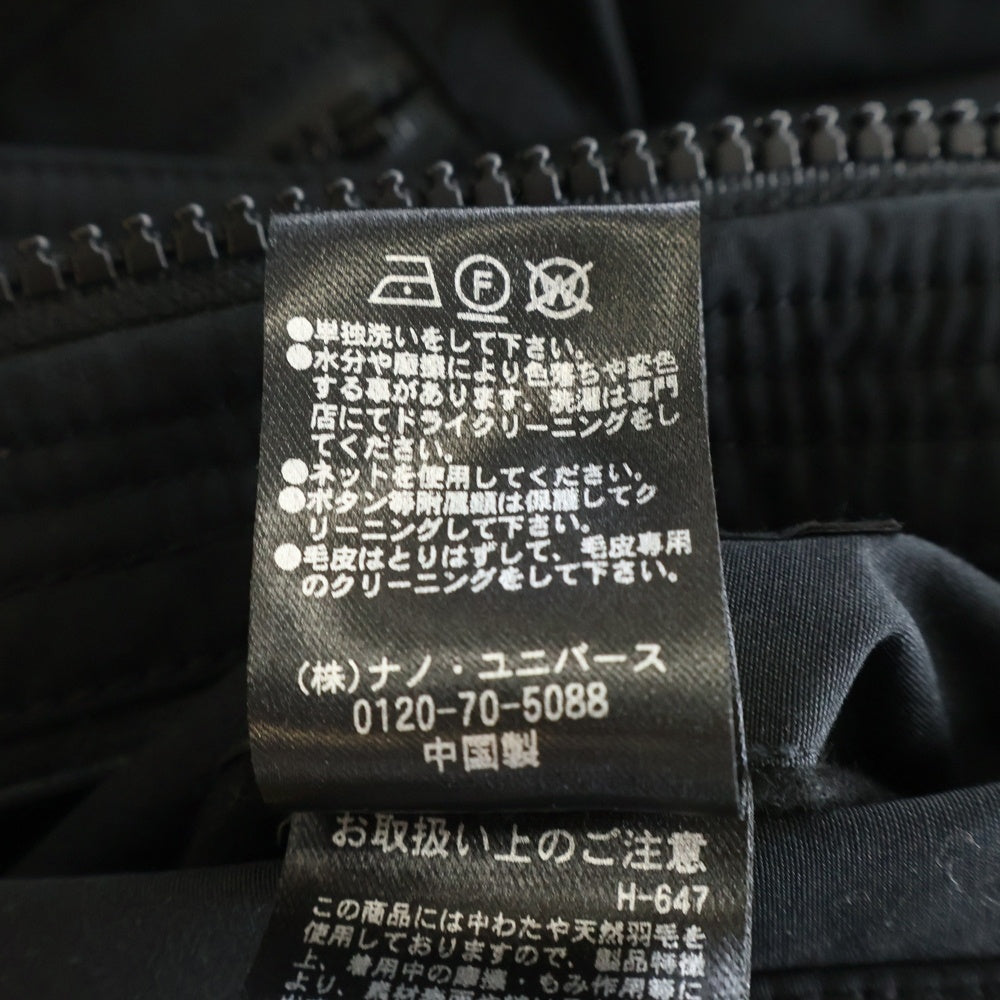 F W
●単独洗いをして下さい。
●水分や摩擦により色落ちや変色
する事があります。洗濯は専門
店にてドライクリーニングをし
てください。
●ネットを使用してください。
●ボタン等附属類は保護してク
リーニングして下さい。
●毛皮はとりはずして、毛皮専用
のクリーニングをして下さい。
(株)ナノ・ユニバース
0120-70-5088
中国製
お取扱い上のご注意
H-647
この商品には中わたや天然羽毛を
使用しておりますので、製品特様
上、着用中の摩擦・もみ作用等に
より、